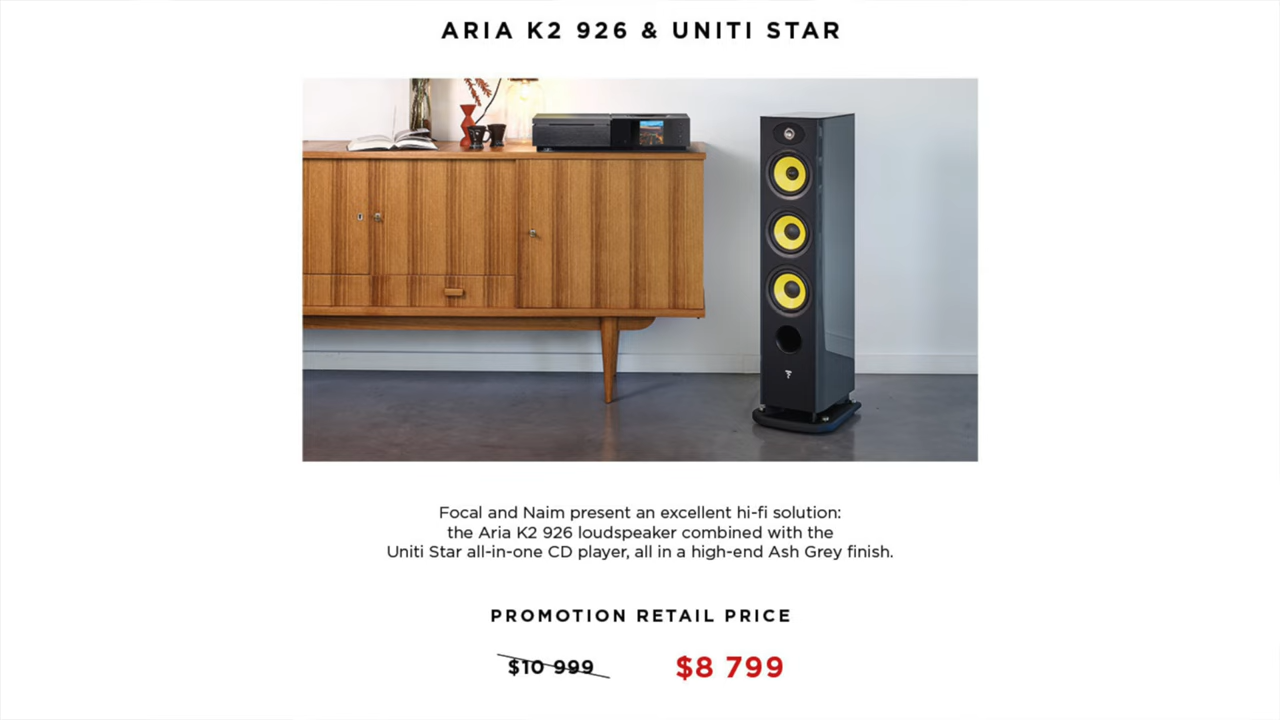 ARIA K2 926 & UNITI STAR
Focal and Naim present an excellent hi-fi solution:
the Aria K2 926 loudspeaker combined with the
Uniti Star all-in-one CD player, all in a high-end Ash Grey finish.
PROMOTION RETAIL PRICE
$10 999 $8 799